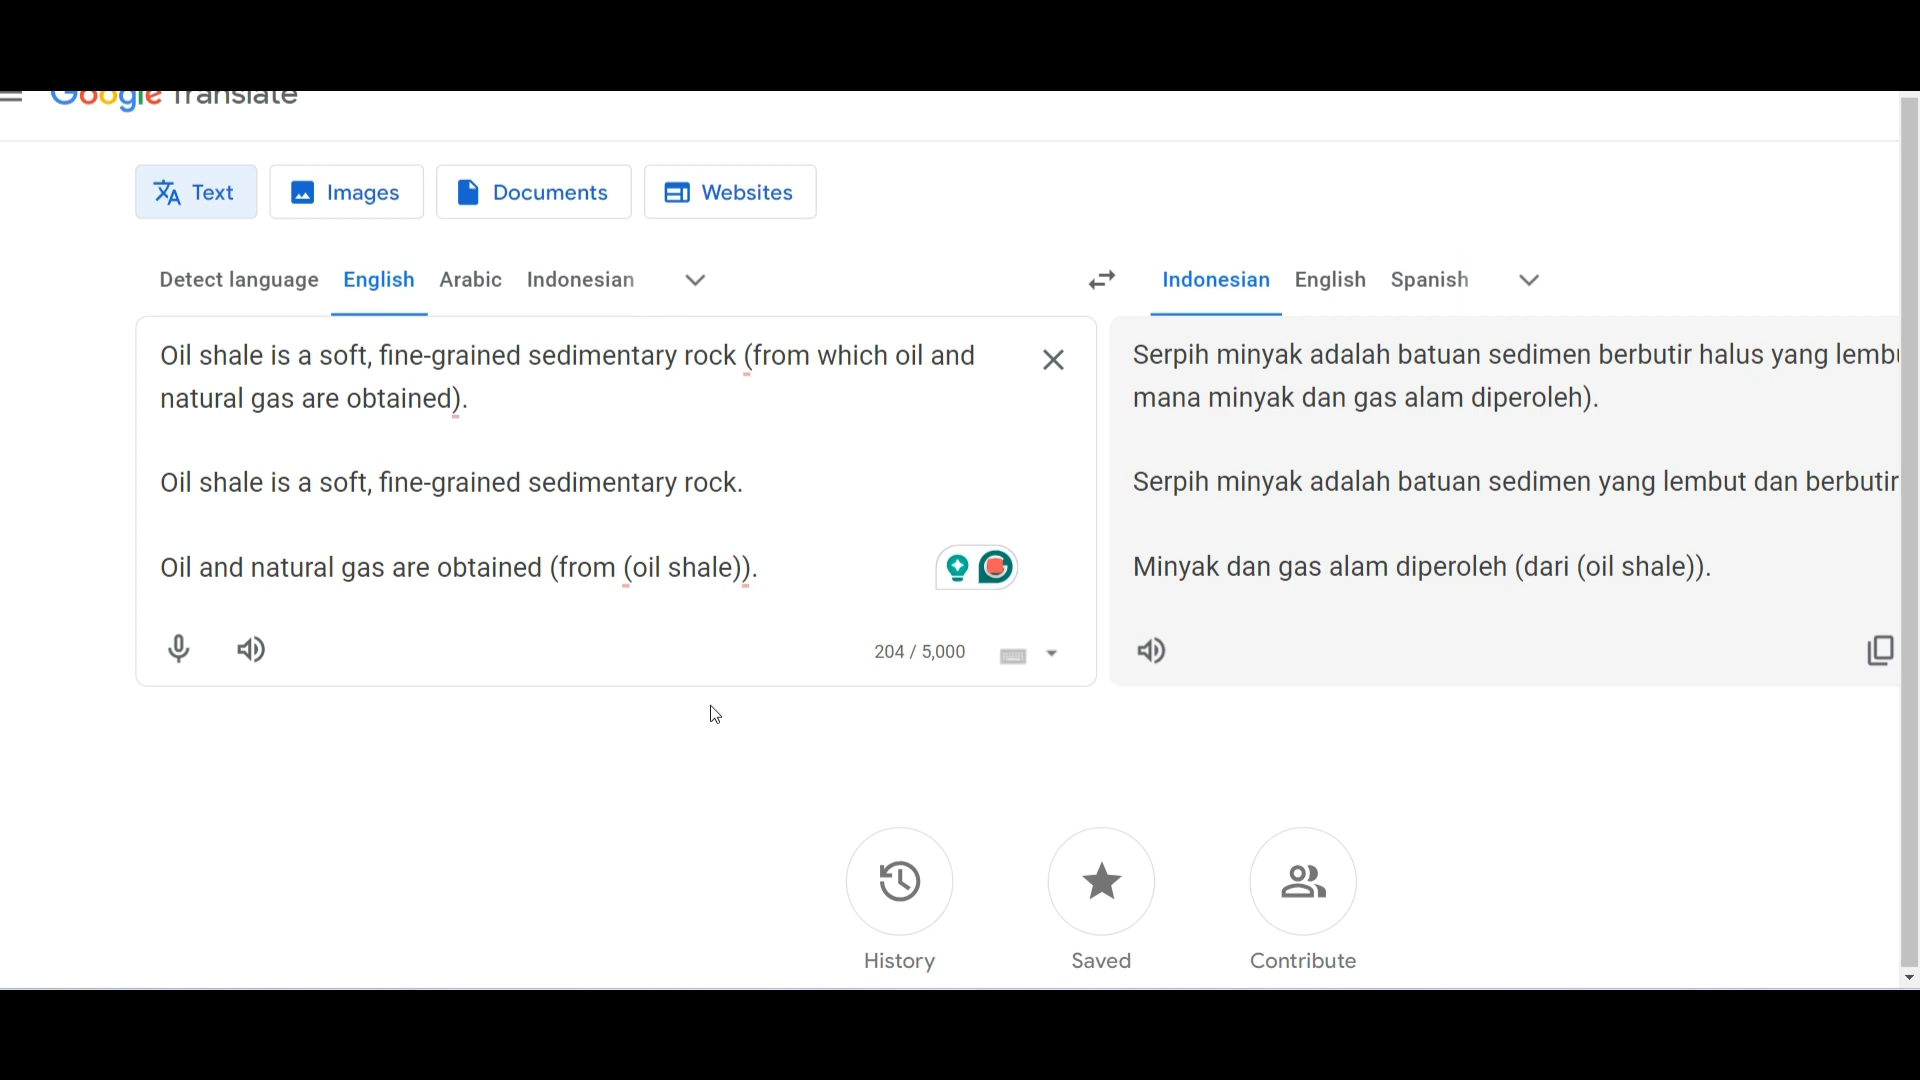 Google Translate
Text Images Documents Websites
Detect language English Arabic Indonesian
Indonesian English Spanish
Oil shale is a soft, fine-grained sedimentary rock (from which oil and
natural gas are obtained).
Oil shale is a soft, fine-grained sedimentary rock.
Oil and natural gas are obtained (from (oil shale)).
204 / 5,000
Serpih minyak adalah batuan sedimen berbutir halus yang
mana minyak dan gas alam diperoleh).
Serpih minyak adalah batuan sedimen yang lembut dan berbutir
Minyak dan gas alam diperoleh (dari (oil shale)).
History Saved Contribute